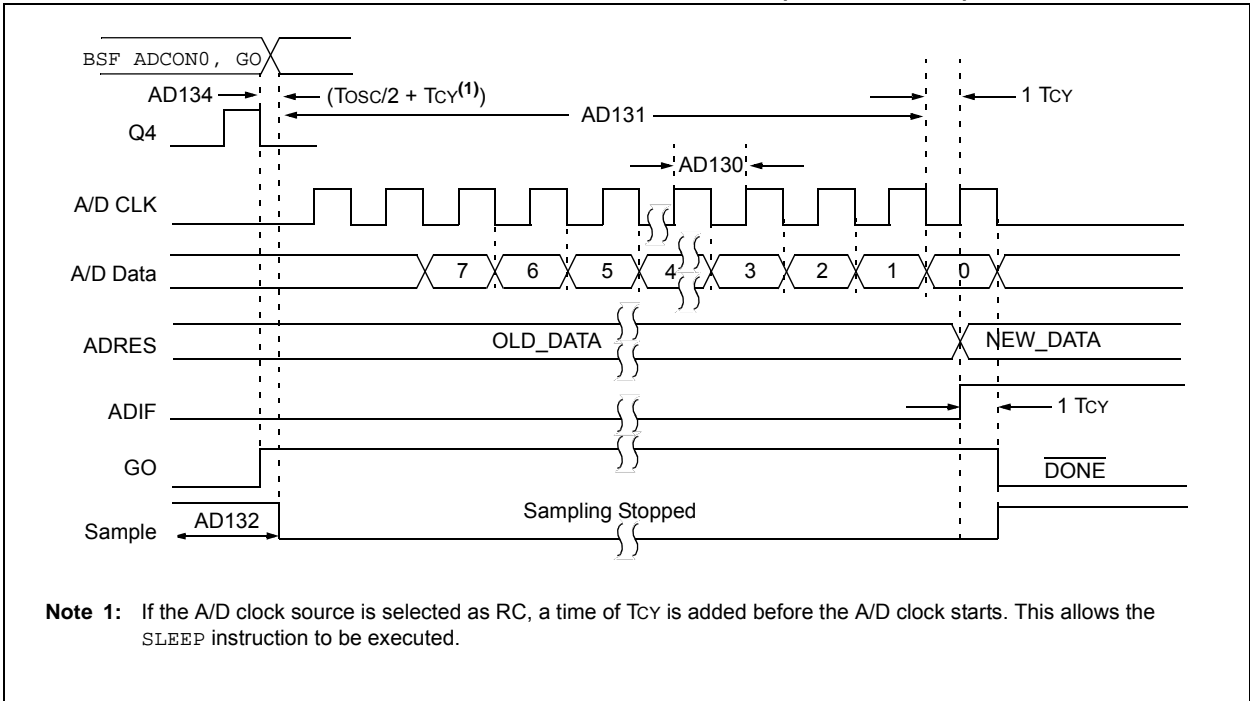 BSF ADCON0, GO
AD134
(TOSC/2 + TCY(1))
1 TCY
AD131
Q4
AD130
A/D CLK
A/D Data
7 6 5 4 3 2 1 0
ADRES
OLD_DATA
NEW_DATA
ADIF
1 TCY
GO
DONE
Sample
AD132
Sampling Stopped
Note 1: If the A/D clock source is selected as RC, a time of TCY is added before the A/D clock starts. This allows the
SLEEP instruction to be executed.